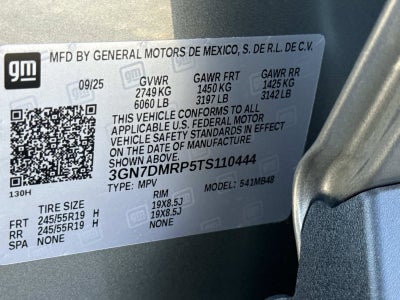 gm
MFD BY GENERAL MOTORS DE MEXICO, S. DE R.L. DE C.V.
09/25 GVWR GAWR FRT GAWR RR
2749 KG 1450 KG 1425 KG
6060 LB 3197 LB 3142 LB
THIS VEHICLE CONFORMS TO ALL APPLICABLE
U.S. FEDERAL MOTOR
VEHICLE SAFETY STANDARDS IN EFFECT
ON THE DATE OF MANUFACTURE
SHOWN ABOVE.
3GN7DMRP5TS110444
130H TYPE: MPV 541MB48
TIRE SIZE RIM
FRT 245/55R19 H 19X8.5J
RR 245/55R19 H 19X8.5J
SPA NONE NONE